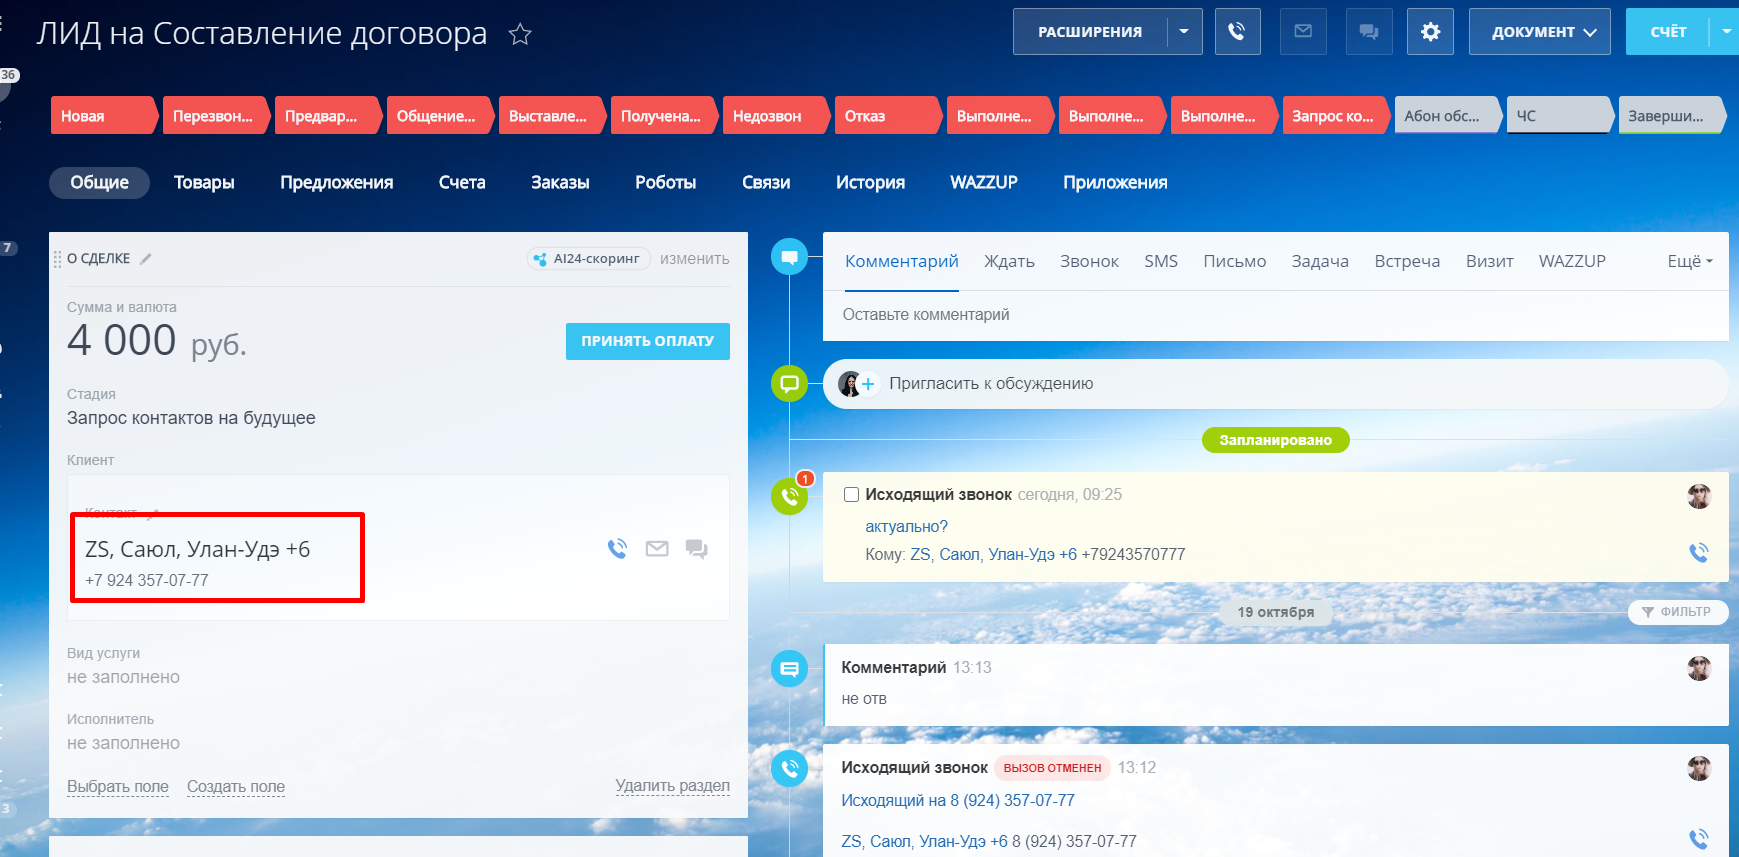 ЛИД на Составление договора
РАСШИРЕНИЯ
ДОКУМЕНТ
СЧЁТ
36
Новая
Перезвон...
Предвар...
Общение...
Выставле...
Получена...
Недозвон
Отказ
Выполне...
Выполне...
Выполне...
Запрос ко...
Абон обс...
ЧС
Заверши...
Общие
Товары
Предложения
Счета
Заказы
Роботы
Связи
История
WAZZUP
Приложения
7
О СДЕЛКЕ
AI24-скоринг
изменить
Сумма и валюта
4 000 руб.
ПРИНЯТЬ ОПЛАТУ
Стадия
Запрос контактов на будущее
Клиент
Контакт
ZS, Саюл, Улан-Удэ +6
+7 924 357-07-77
Вид услуги
не заполнено
Исполнитель
не заполнено
Выбрать поле
Создать поле
Удалить раздел
3
Комментарий
Ждать
Звонок
SMS
Письмо
Задача
Встреча
Визит
WAZZUP
Ещё
Оставьте комментарий
Пригласить к обсуждению
Запланировано
1
Исходящий звонок сегодня, 09:25
актуально?
Кому: ZS, Саюл, Улан-Удэ +6 +79243570777
19 октября
ФИЛЬТР
Комментарий 13:13
не отв
Исходящий звонок ВЫЗОВ ОТМЕНЕН 13:12
Исходящий на 8 (924) 357-07-77
ZS, Саюл, Улан-Удэ +6 8 (924) 357-07-77